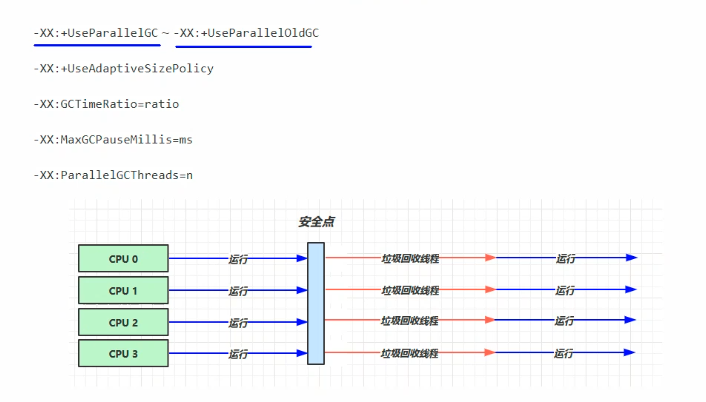 -XX:+UseParallelGC ~ -XX:+UseParallelOldGC
-XX:+UseAdaptiveSizePolicy
-XX:GCTimeRatio=ratio
-XX:MaxGCPauseMillis=ms
-XX:ParallelGCThreads=n
安全点
CPU 0 运行 垃圾回收线程 运行
CPU 1 运行 垃圾回收线程 运行
CPU 2 运行 垃圾回收线程 运行
CPU 3 运行 垃圾回收线程 运行